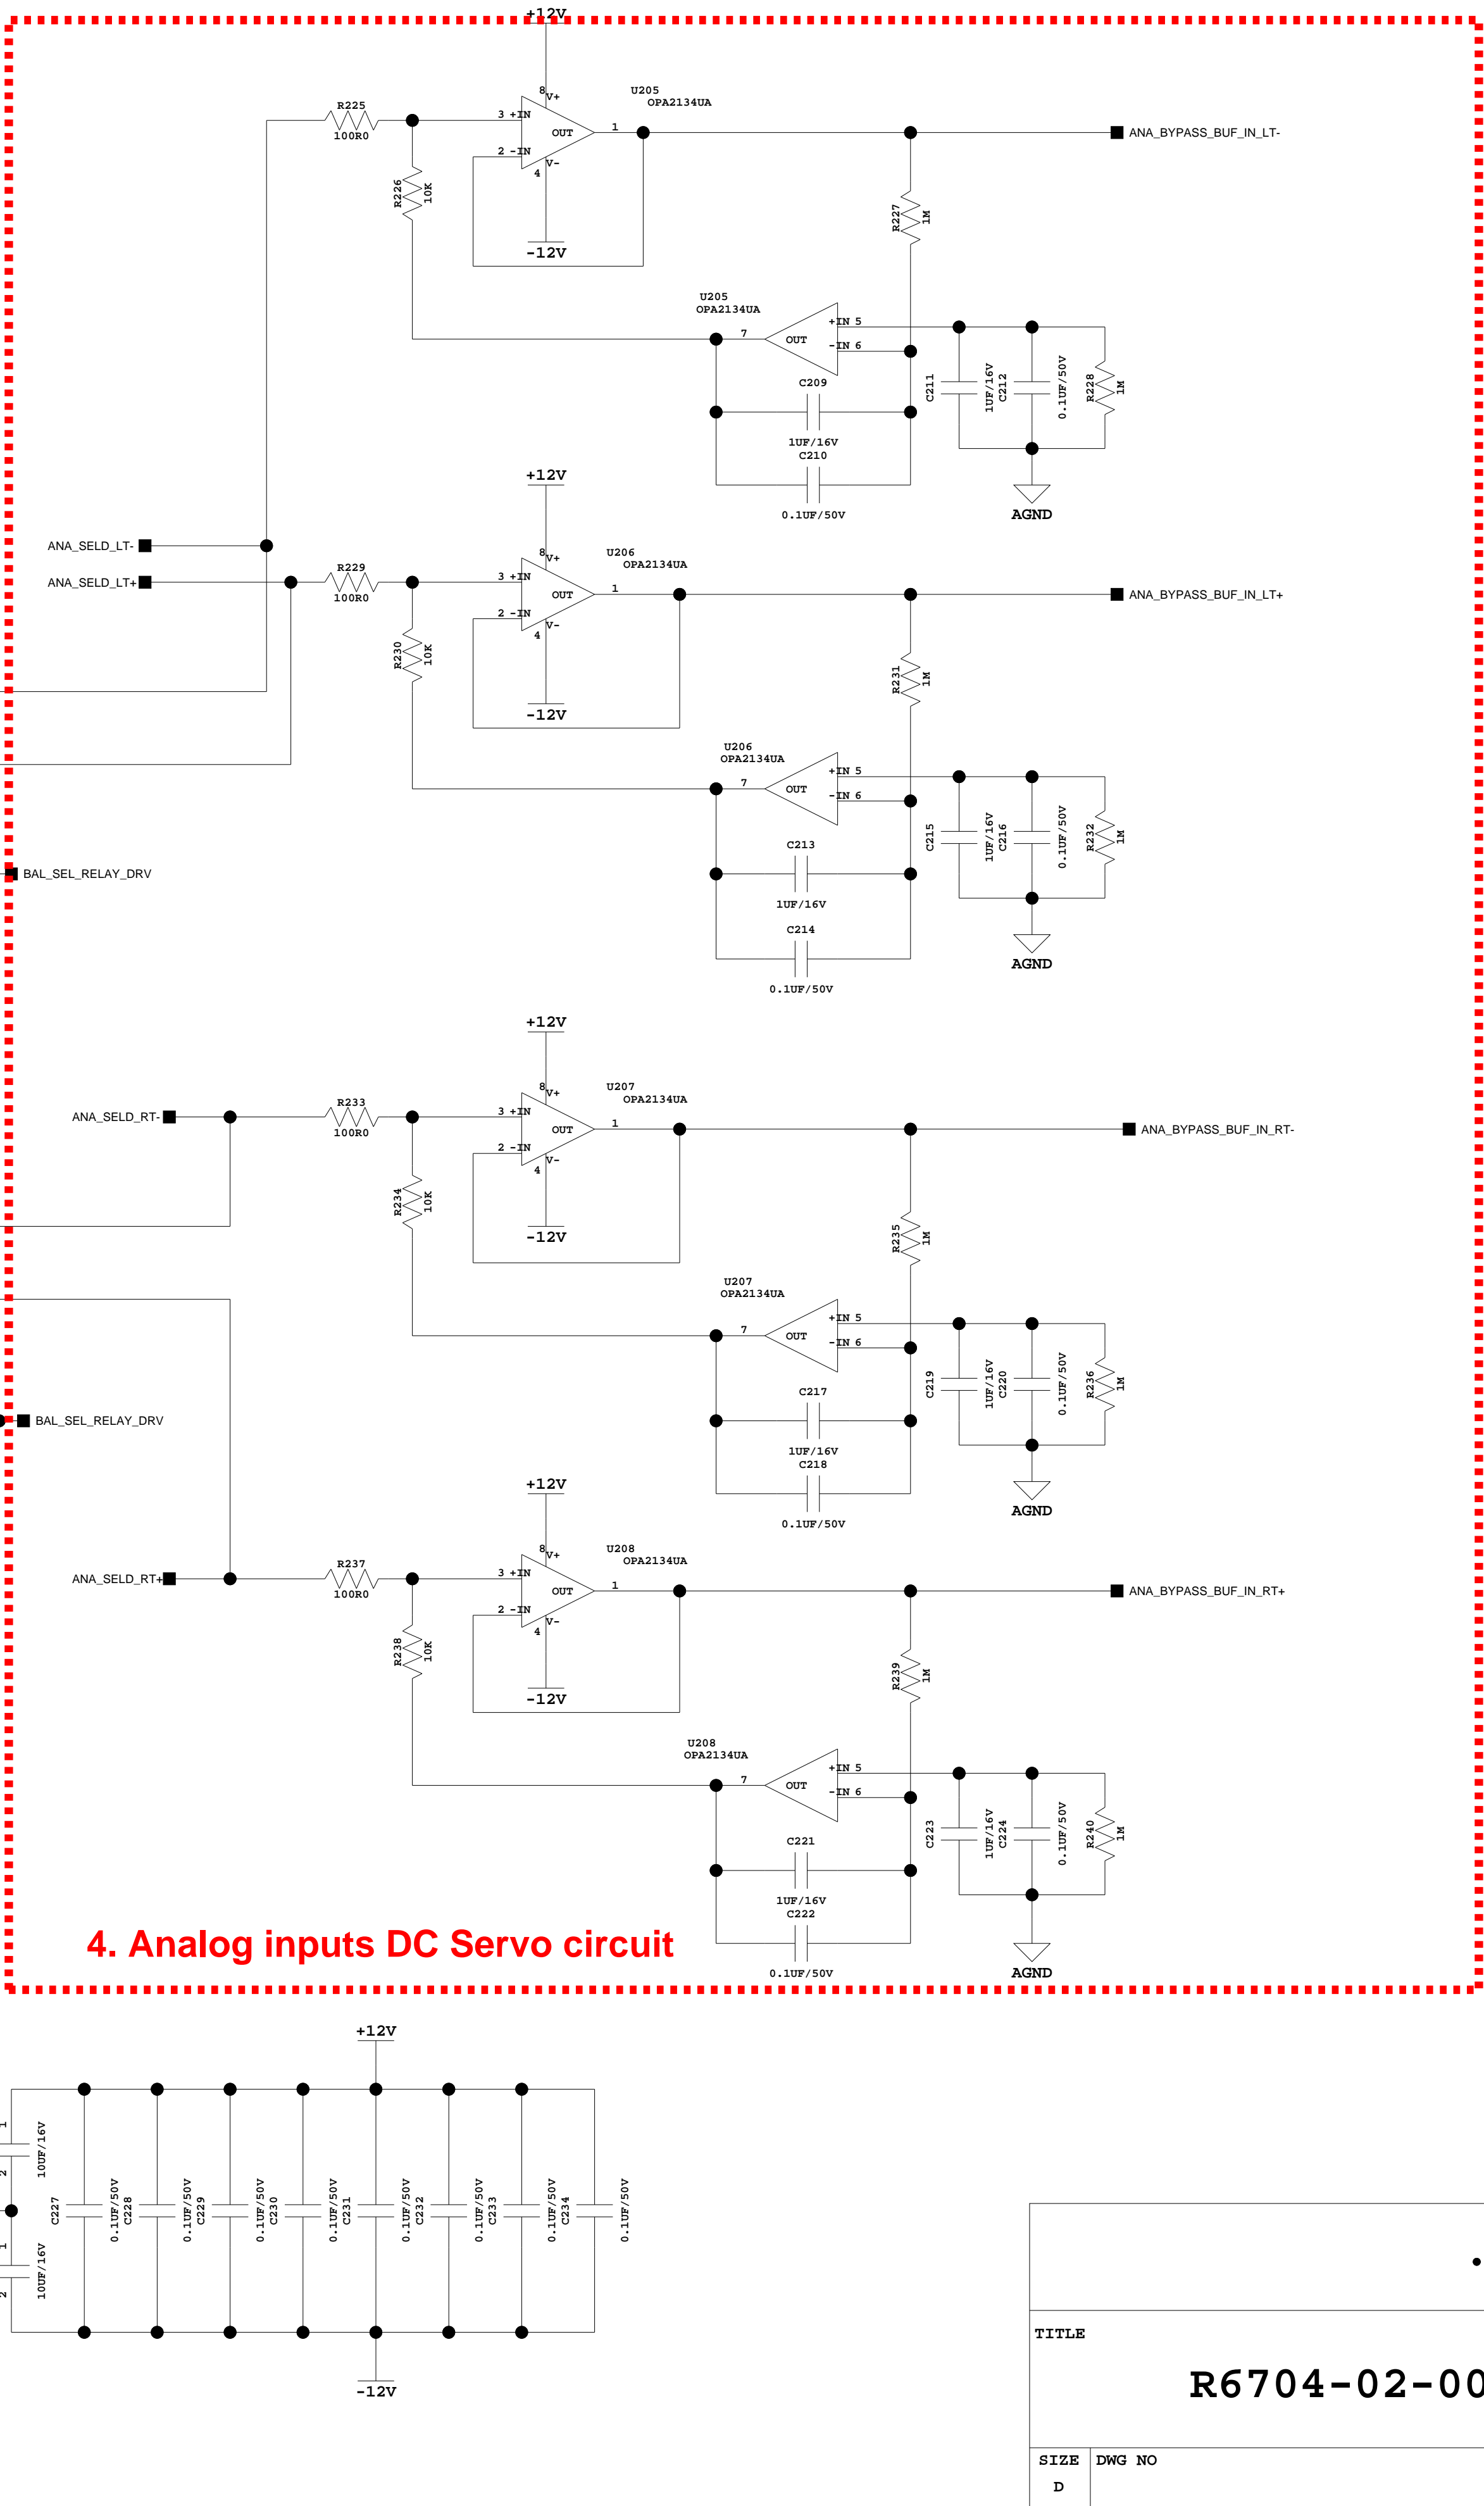 +12V
8
V+
U205
OPA2134UA
R225
100R0
3 +IN
OUT
1
2 -IN
V-
4
ANA_BYPASS_BUF_IN_LT-
R226
10K
R227
1M
-12V
U205
OPA2134UA
7
OUT
+IN 5
-IN 6
C209
1UF/16V
C210
0.1UF/50V
C211
1UF/16V
C212
0.1UF/50V
R228
1M
AGND
ANA_SELD_LT-
ANA_SELD_LT+
+12V
8
V+
U206
OPA2134UA
R229
100R0
3 +IN
OUT
1
2 -IN
V-
4
ANA_BYPASS_BUF_IN_LT+
R230
10K
R231
1M
-12V
U206
OPA2134UA
7
OUT
+IN 5
-IN 6
C213
1UF/16V
C214
0.1UF/50V
C215
1UF/16V
C216
0.1UF/50V
R232
1M
AGND
BAL_SEL_RELAY_DRV
+12V
8
V+
U207
OPA2134UA
ANA_SELD_RT-
R233
100R0
3 +IN
OUT
1
2 -IN
V-
4
ANA_BYPASS_BUF_IN_RT-
R234
10K
R235
1M
-12V
U207
OPA2134UA
7
OUT
+IN 5
-IN 6
C217
1UF/16V
C218
0.1UF/50V
C219
1UF/16V
C220
0.1UF/50V
R236
1M
AGND
BAL_SEL_RELAY_DRV
+12V
8
V+
U208
OPA2134UA
ANA_SELD_RT+
R237
100R0
3 +IN
OUT
1
2 -IN
V-
4
ANA_BYPASS_BUF_IN_RT+
R238
10K
R239
1M
-12V
U208
OPA2134UA
7
OUT
+IN 5
-IN 6
C221
1UF/16V
C222
0.1UF/50V
C223
1UF/16V
C224
0.1UF/50V
R240
1M
AGND
4. Analog inputs DC Servo circuit
+12V
1
2
10UF/16V
1
2
10UF/16V
C227
0.1UF/50V
C228
0.1UF/50V
C229
0.1UF/50V
C230
0.1UF/50V
C231
0.1UF/50V
C232
0.1UF/50V
C233
0.1UF/50V
C234
0.1UF/50V
-12V
TITLE
R6704-02-00
SIZE
D
DWG NO